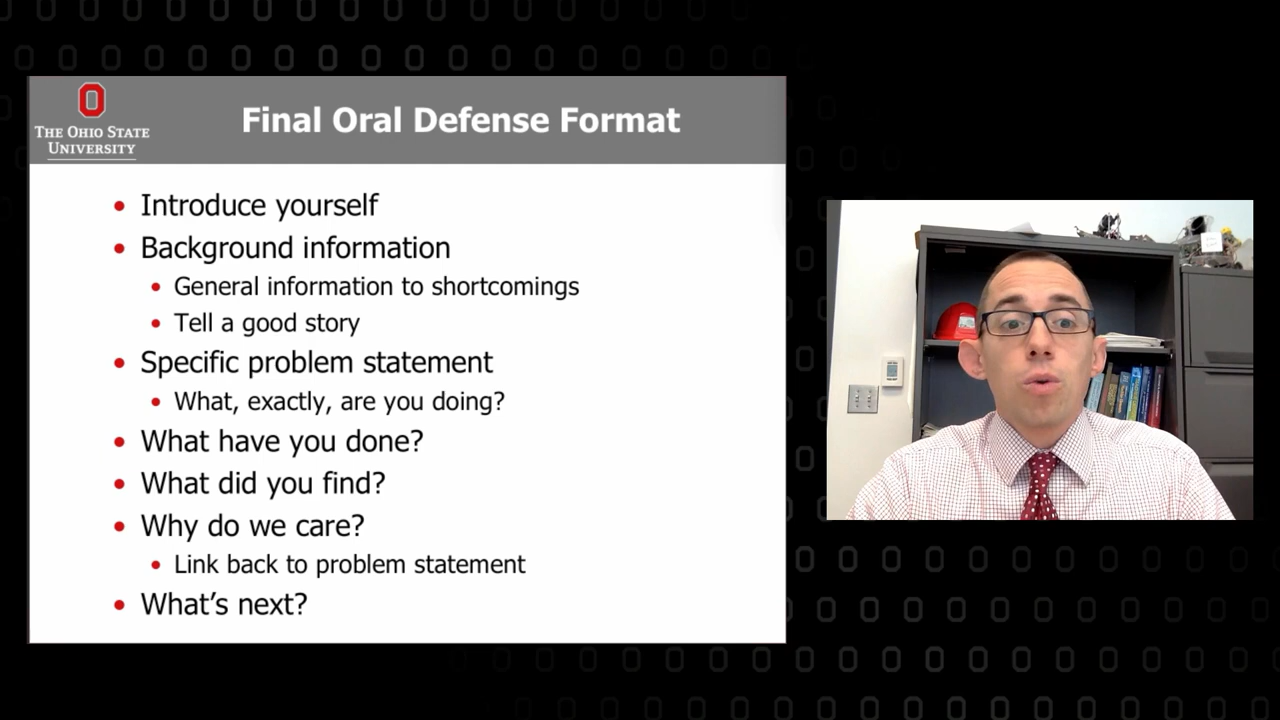 THE OHIO STATE
UNIVERSITY
Final Oral Defense Format
• Introduce yourself
• Background information
• General information to shortcomings
• Tell a good story
• Specific problem statement
• What, exactly, are you doing?
• What have you done?
• What did you find?
• Why do we care?
• Link back to problem statement
• What's next?